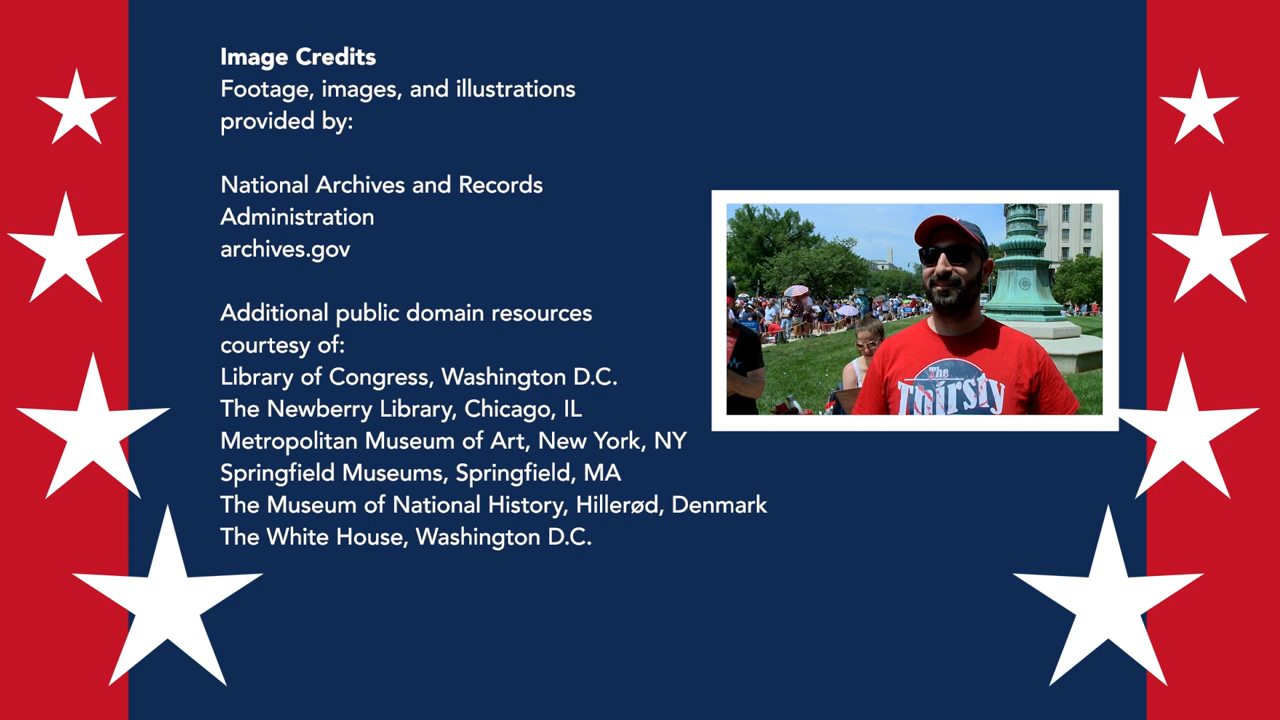 Image Credits
Footage, images, and illustrations
provided by:
National Archives and Records
Administration
archives.gov
Additional public domain resources
courtesy of:
Library of Congress, Washington D.C.
The Newberry Library, Chicago, IL
Metropolitan Museum of Art, New York, NY
Springfield Museums, Springfield, MA
The Museum of National History, Hillerød, Denmark
The White House, Washington D.C.
The
Thirsty